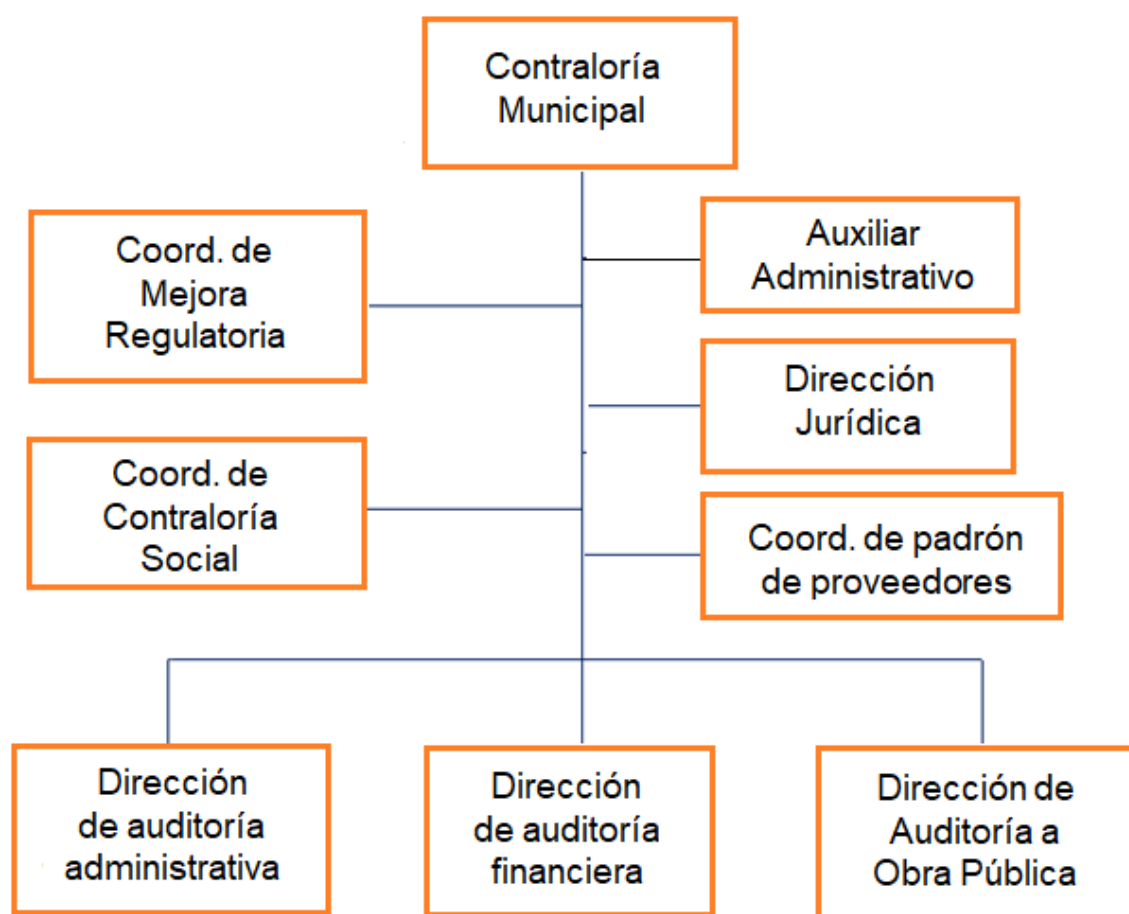 Contraloría
Municipal
Coord. de
Mejora
Regulatoria
Auxiliar
Administrativo
Dirección
Jurídica
Coord. de
Contraloría
Social
Coord. de padrón
de proveedores
Dirección
de auditoría
administrativa
Dirección
de auditoría
financiera
Dirección de
Auditoría a
Obra Pública